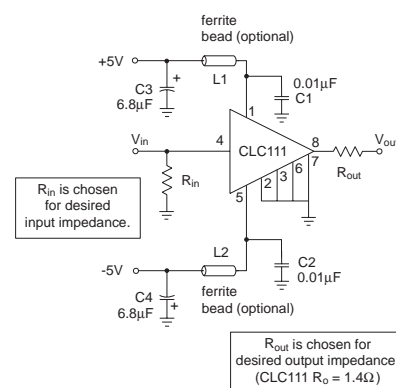 ferrite
bead (optional)
+5V
+
C3
6.8µF
L1
0.01µF
C1
1
Vin
4
CLC111
8
Vout
7
Rout
Rin
2
3
6
5
Rin is chosen
for desired
input impedance.
L2
-5V
C2
0.01µF
C4
6.8µF
+
ferrite
bead (optional)
Rout is chosen for
desired output impedance
(CLC111 Ro = 1.4Ω)